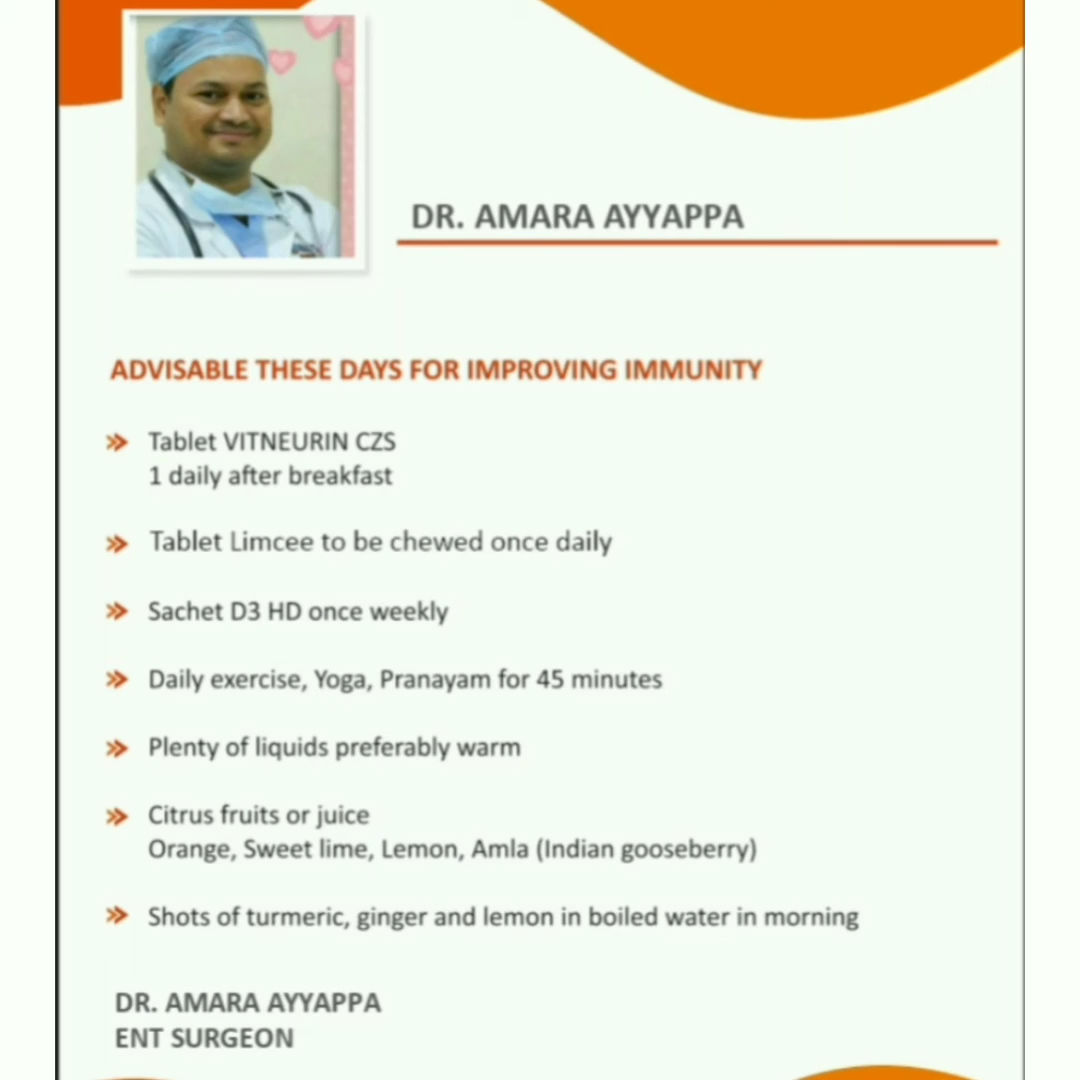 DR. AMARA AYYAPPA
ADVISABLE THESE DAYS FOR IMPROVING IMMUNITY
Tablet VITNEURIN CZS
1 daily after breakfast
Tablet Limcee to be chewed once daily
Sachet D3 HD once weekly
Daily exercise, Yoga, Pranayam for 45 minutes
Plenty of liquids preferably warm
Citrus fruits or juice
Orange, Sweet lime, Lemon, Amla (Indian gooseberry)
Shots of turmeric, ginger and lemon in boiled water in morning
DR. AMARA AYYAPPA
ENT SURGEON